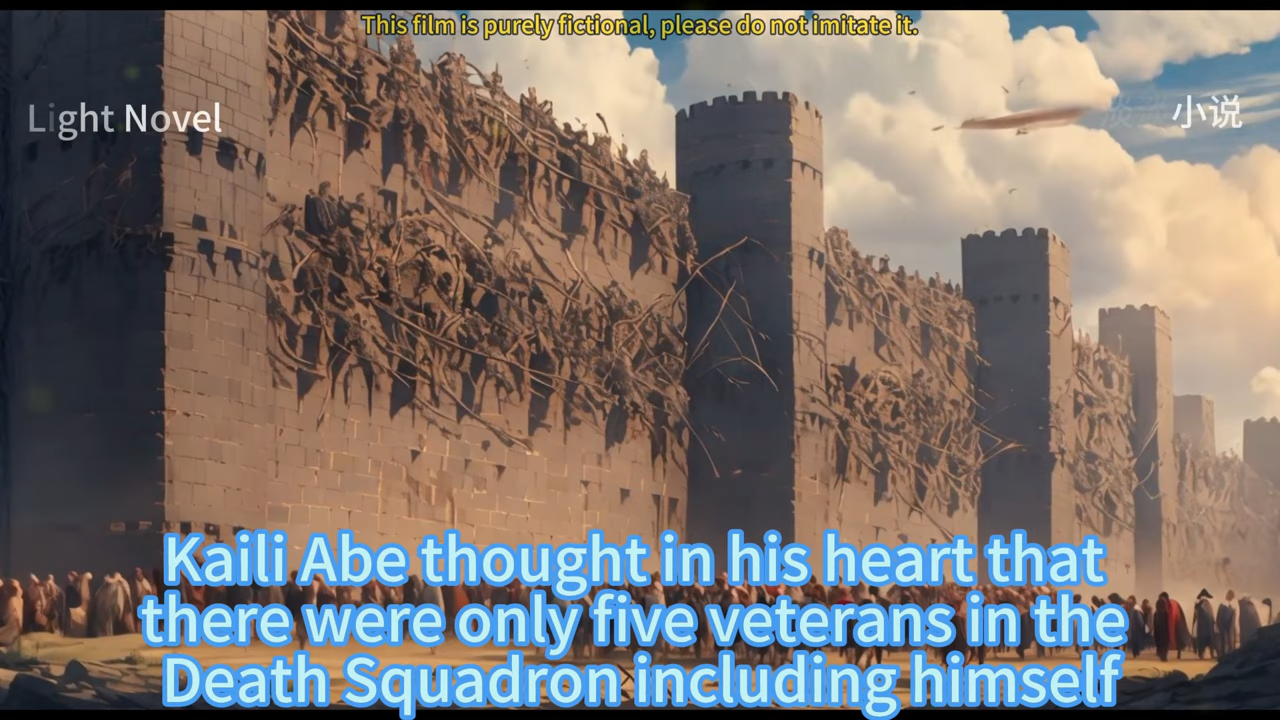 This film is purely fictional, please do not imitate it.
Light Novel
小说
Kaili Abe thought in his heart that
there were only five veterans in the
Death Squadron including himself